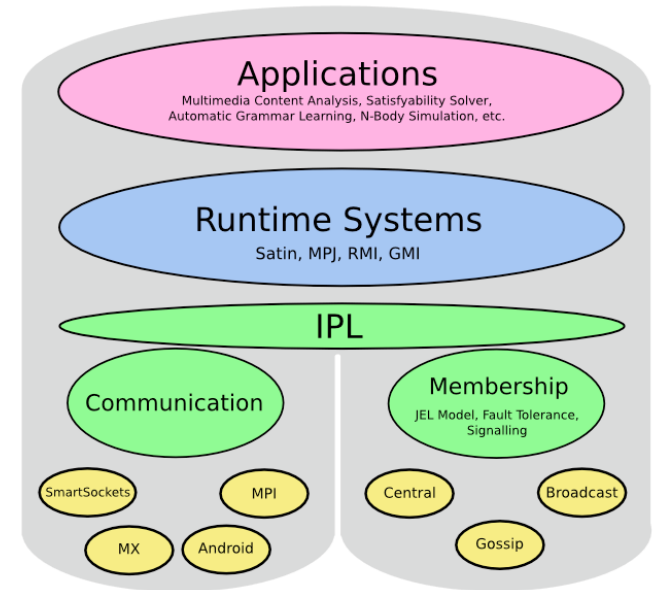 Applications
Multimedia Content Analysis, Satisfyability Solver,
Automatic Grammar Learning, N-Body Simulation, etc.
Runtime Systems
Satin, MPJ, RMI, GMI
IPL
Communication
Membership
JEL Model, Fault Tolerance,
Signalling
SmartSockets
MPI
MX
Android
Central
Broadcast
Gossip